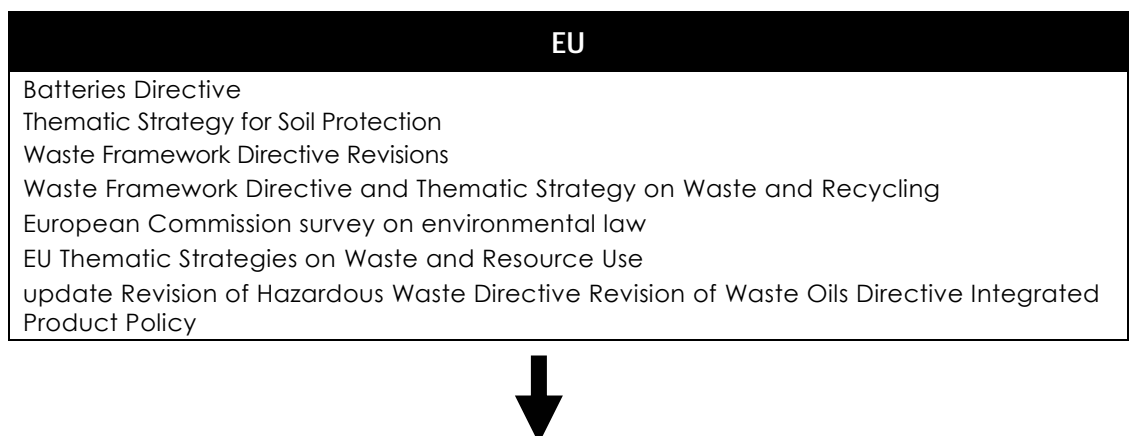 EU
Batteries Directive
Thematic Strategy for Soil Protection
Waste Framework Directive Revisions
Waste Framework Directive and Thematic Strategy on Waste and Recycling
European Commission survey on environmental law
EU Thematic Strategies on Waste and Resource Use
update Revision of Hazardous Waste Directive Revision of Waste Oils Directive Integrated
Product Policy